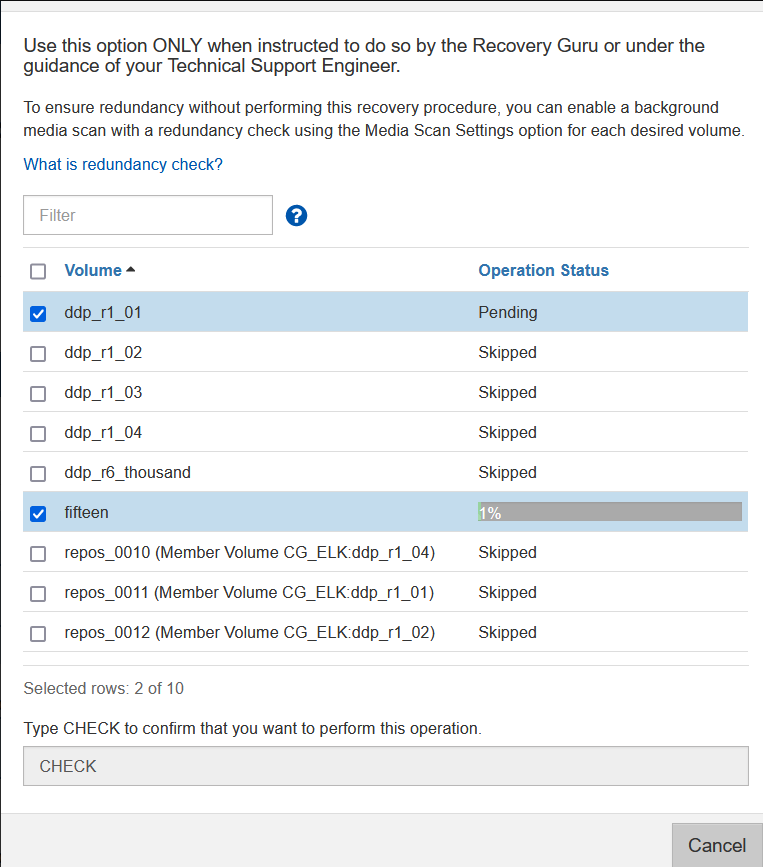 Use this option ONLY when instructed to do so by the Recovery Guru or under the
guidance of your Technical Support Engineer.
To ensure redundancy without performing this recovery procedure, you can enable a background
media scan with a redundancy check using the Media Scan Settings option for each desired volume.
What is redundancy check?
Filter
?
Volume Operation Status
ddp_r1_01 Pending
ddp_r1_02 Skipped
ddp_r1_03 Skipped
ddp_r1_04 Skipped
ddp_r6_thousand Skipped
fifteen 1%
repos_0010 (Member Volume CG_ELK:ddp_r1_04) Skipped
repos_0011 (Member Volume CG_ELK:ddp_r1_01) Skipped
repos_0012 (Member Volume CG_ELK:ddp_r1_02) Skipped
Selected rows: 2 of 10
Type CHECK to confirm that you want to perform this operation.
CHECK
Cancel